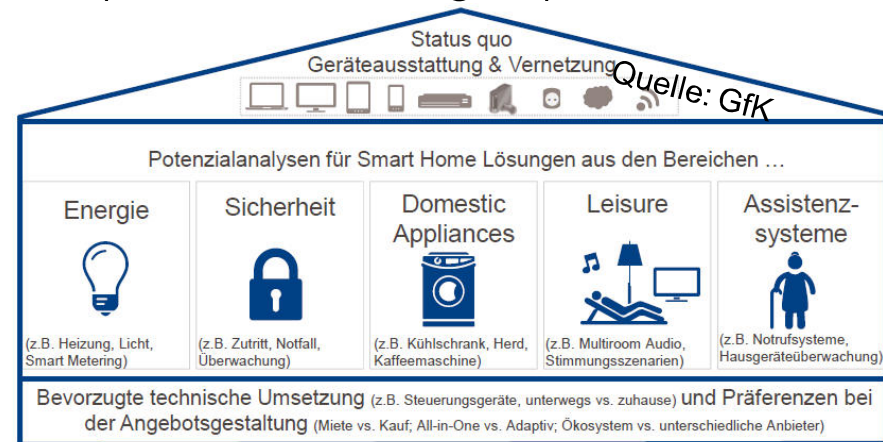 Status quo
Geräteausstattung & Vernetzung
Quelle: GfK
Potenzialanalysen für Smart Home Lösungen aus den Bereichen …
Energie
(z.B. Heizung, Licht,
Smart Metering)
Sicherheit
(z.B. Zutritt, Notfall,
Überwachung)
Domestic
Appliances
(z.B. Kühlschrank, Herd,
Kaffeemaschine)
Leisure
(z.B. Multiroom Audio,
Stimmungsszenarien)
Assistenz-
systeme
(z.B. Notrufsysteme,
Hausgeräteüberwachung)
Bevorzugte technische Umsetzung (z.B. Steuerungsgeräte, unterwegs vs. zuhause) und Präferenzen bei
der Angebotsgestaltung (Miete vs. Kauf; All-in-One vs. Adaptiv; Ökosystem vs. unterschiedliche Anbieter)